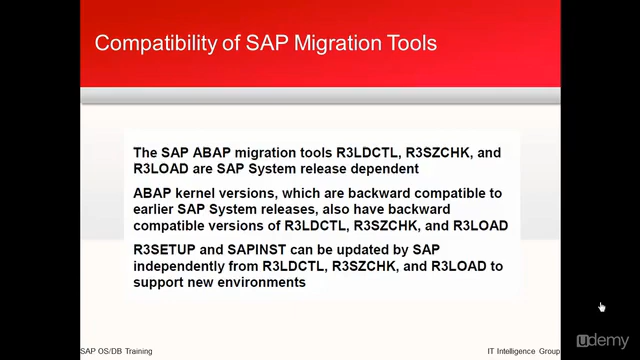 Compatibility of SAP Migration Tools
The SAP ABAP migration tools R3LDCTL, R3SZCHK, and
R3LOAD are SAP System release dependent
ABAP kernel versions, which are backward compatible to
earlier SAP System releases, also have backward
compatible versions of R3LDCTL, R3SZCHK, and R3LOAD
R3SETUP and SAPINST can be updated by SAP
independently from R3LDCTL, R3SZCHK, and R3LOAD to
support new environments
SAP OS/DB Training
IT Intelligence Group
udemy